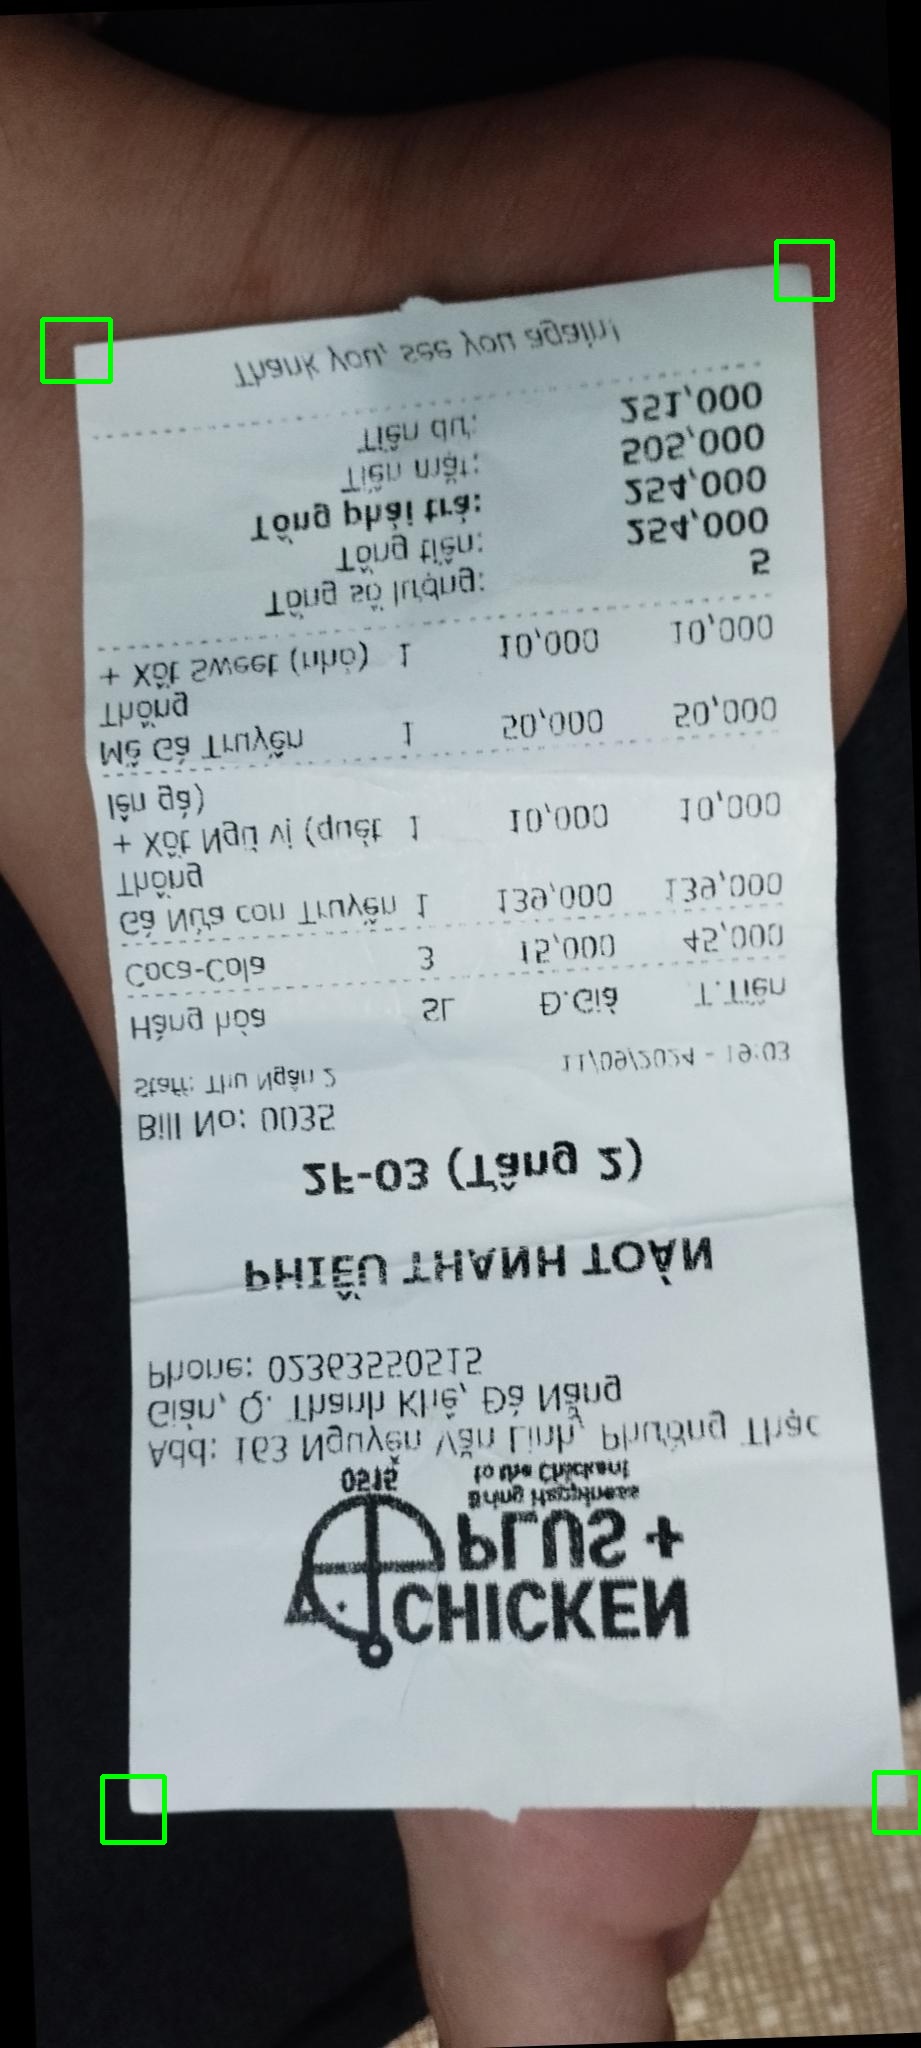 CHICKEN
PLUS +
Bring Happiness
to the Chickent
0515
Add: 163 Nguyễn Văn Linh, Phường Thạc
Gián, Q. Thanh Khê, Đà Nẵng
Phone: 02363550515
PHIẾU THANH TOÁN
2F-03 (Tầng 2)
Bill No: 0035
Staff: Thu Ngân 2 11/09/2024 - 19:03
Hàng hóa SL Đ.Giá T.Tiền
Coca-Cola 3 15,000 45,000
Gà Nửa con Truyền 1 139,000 139,000
Thống
+ Xốt Ngũ vị (quét 1 10,000 10,000
lên gà)
Mề Gà Truyền 1 50,000 50,000
Thống
+ Xốt Sweet (nhỏ) 1 10,000 10,000
Tổng số lượng: 5
Tổng tiền: 254,000
Tổng phải trả: 254,000
Tiền mặt: 505,000
Tiền dư: 251,000
Thank you, see you again!